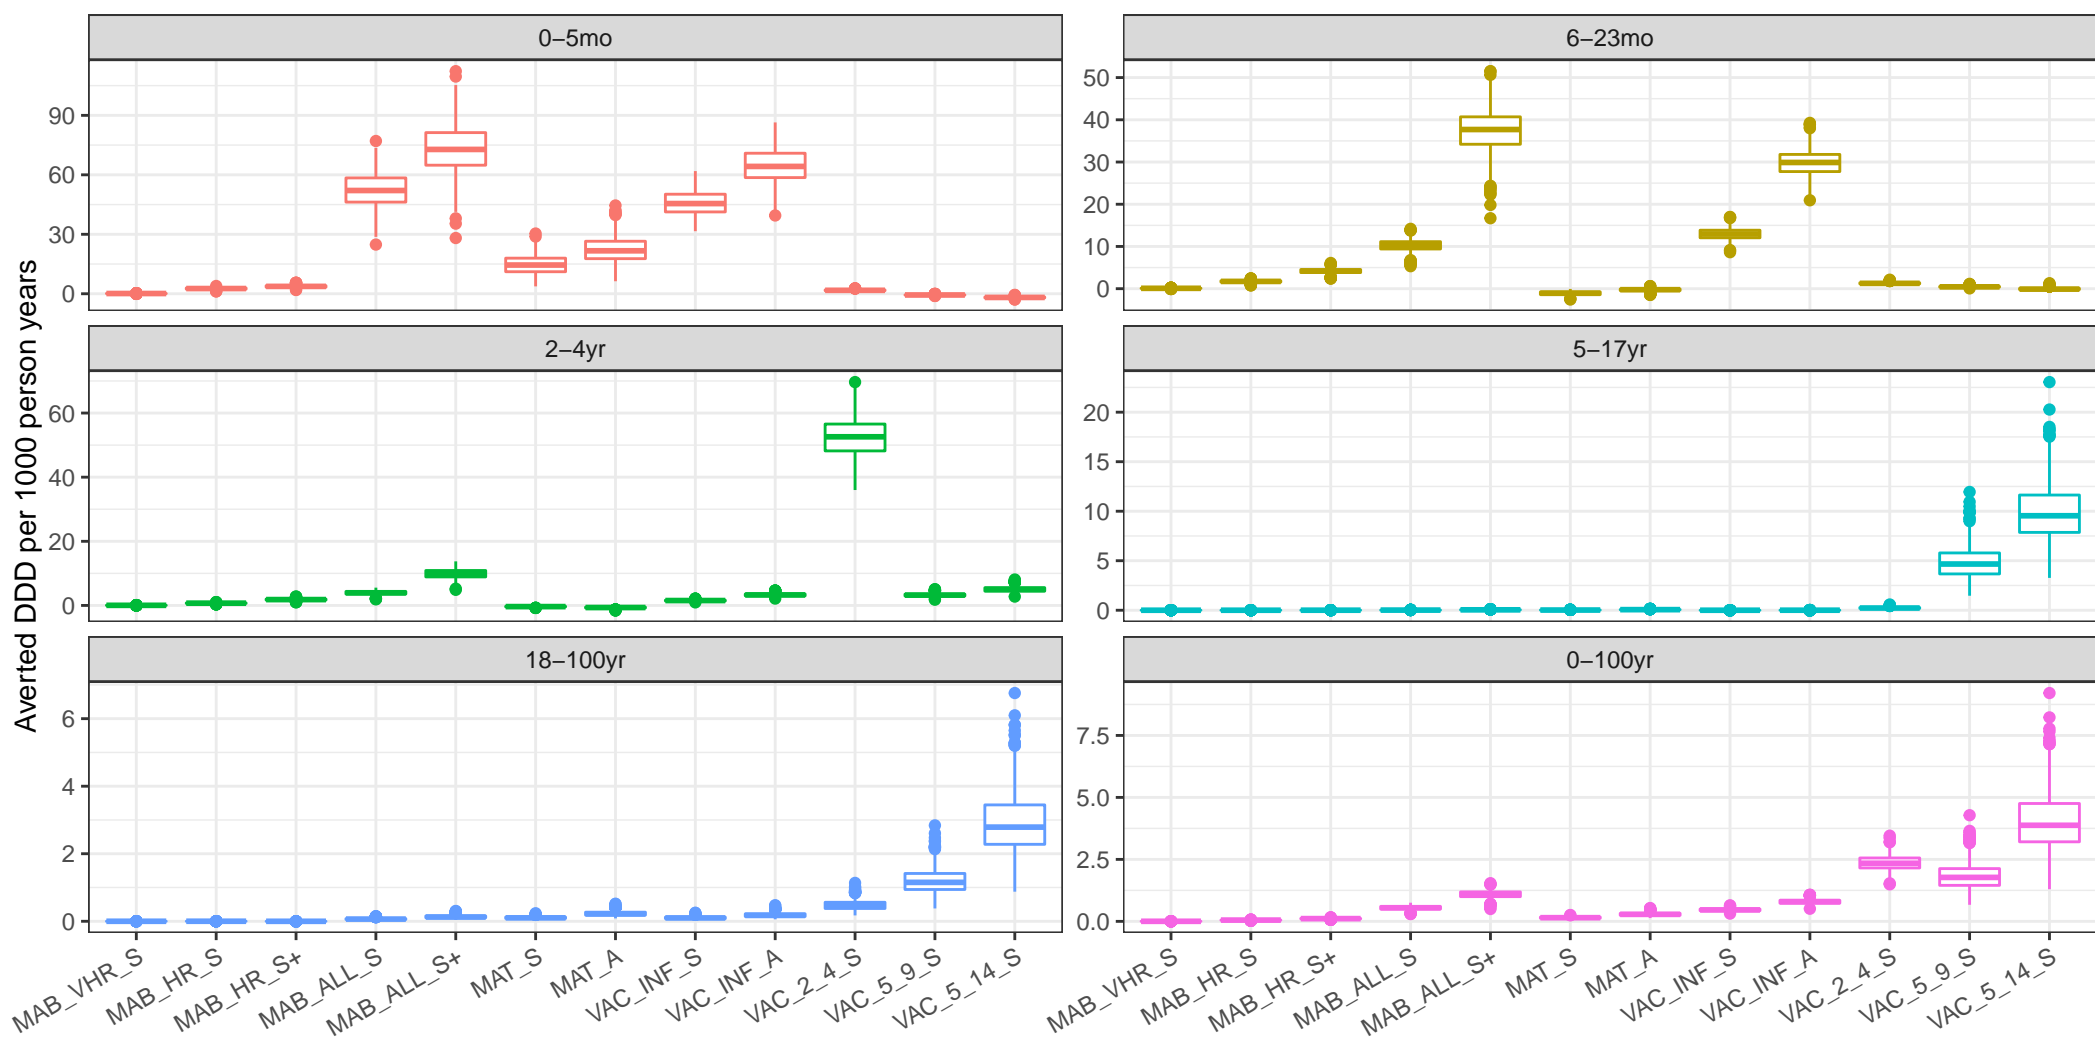 Averted DDD per 1000 person years
0–5mo
90
60
30
0
6–23mo
50
40
30
20
10
0
2–4yr
60
40
20
0
5–17yr
20
15
10
5
0
18–100yr
6
4
2
0
0–100yr
7.5
5.0
2.5
0.0
MAB_VHR_S
MAB_HR_S
MAB_HR_S+
MAB_ALL_S
MAB_ALL_S+
MAT_S
MAT_A
VAC_INF_S
VAC_INF_A
VAC_2_4_S
VAC_5_9_S
VAC_5_14_S
MAB_VHR_S
MAB_HR_S
MAB_HR_S+
MAB_ALL_S
MAB_ALL_S+
MAT_S
MAT_A
VAC_INF_S
VAC_INF_A
VAC_2_4_S
VAC_5_9_S
VAC_5_14_S